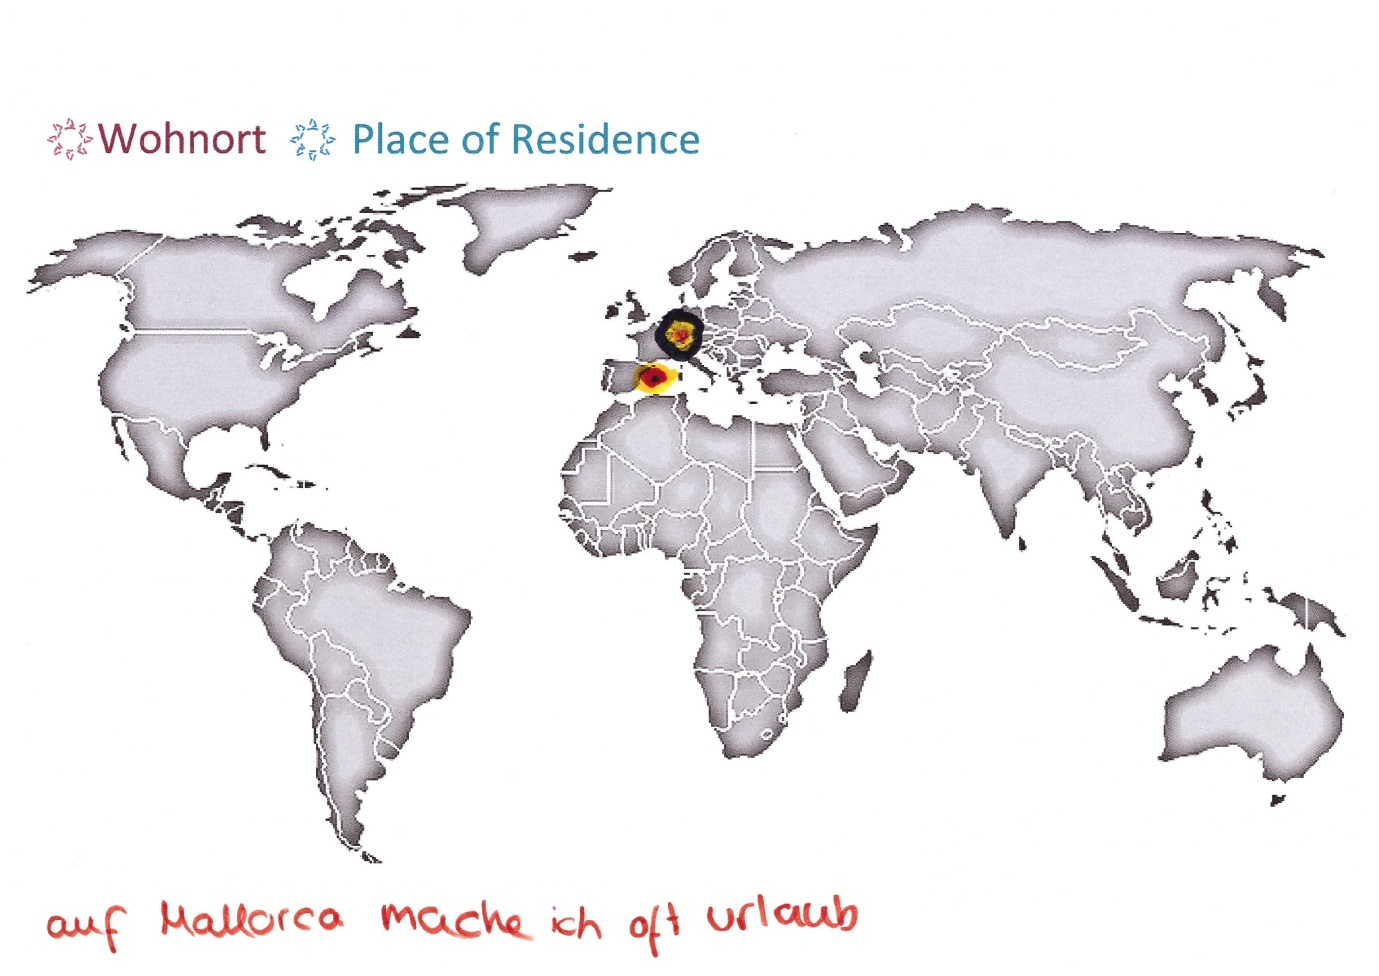 Wohnort Place of Residence
auf Mallorca mache ich oft urlaub